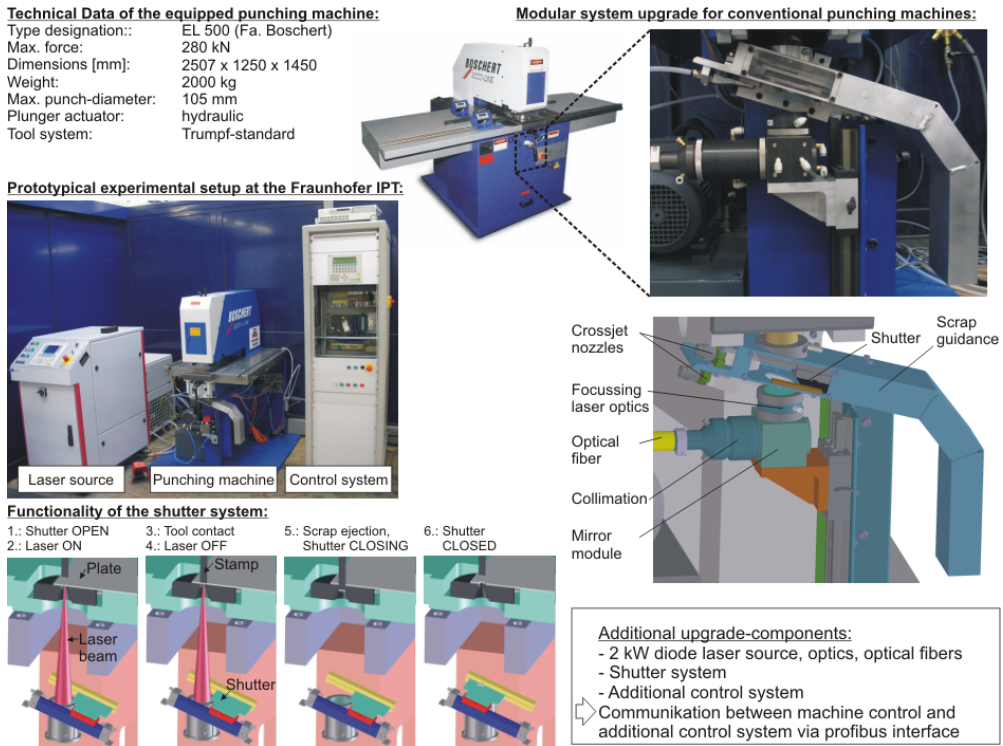 Technical Data of the equipped punching machine:
Type designation:: EL 500 (Fa. Boschert)
Max. force: 280 kN
Dimensions [mm]: 2507 x 1250 x 1450
Weight: 2000 kg
Max. punch-diameter: 105 mm
Plunger actuator: hydraulic
Tool system: Trumpf-standard
BOSCHERT
ECCO-LINE
Modular system upgrade for conventional punching machines:
Prototypical experimental setup at the Fraunhofer IPT:
BOSCHERT
ECCO-LINE
Laser source
Punching machine
Control system
Crossjet
nozzles
Focussing
laser optics
Optical
fiber
Collimation
Mirror
module
Shutter
Scrap
guidance
Functionality of the shutter system:
1.: Shutter OPEN
2.: Laser ON
3.: Tool contact
4.: Laser OFF
5.: Scrap ejection,
Shutter CLOSING
6.: Shutter
CLOSED
Plate
Laser
beam
Stamp
Shutter
Additional upgrade-components:
- 2 kW diode laser source, optics, optical fibers
- Shutter system
- Additional control system
Communikation between machine control and
additional control system via profibus interface